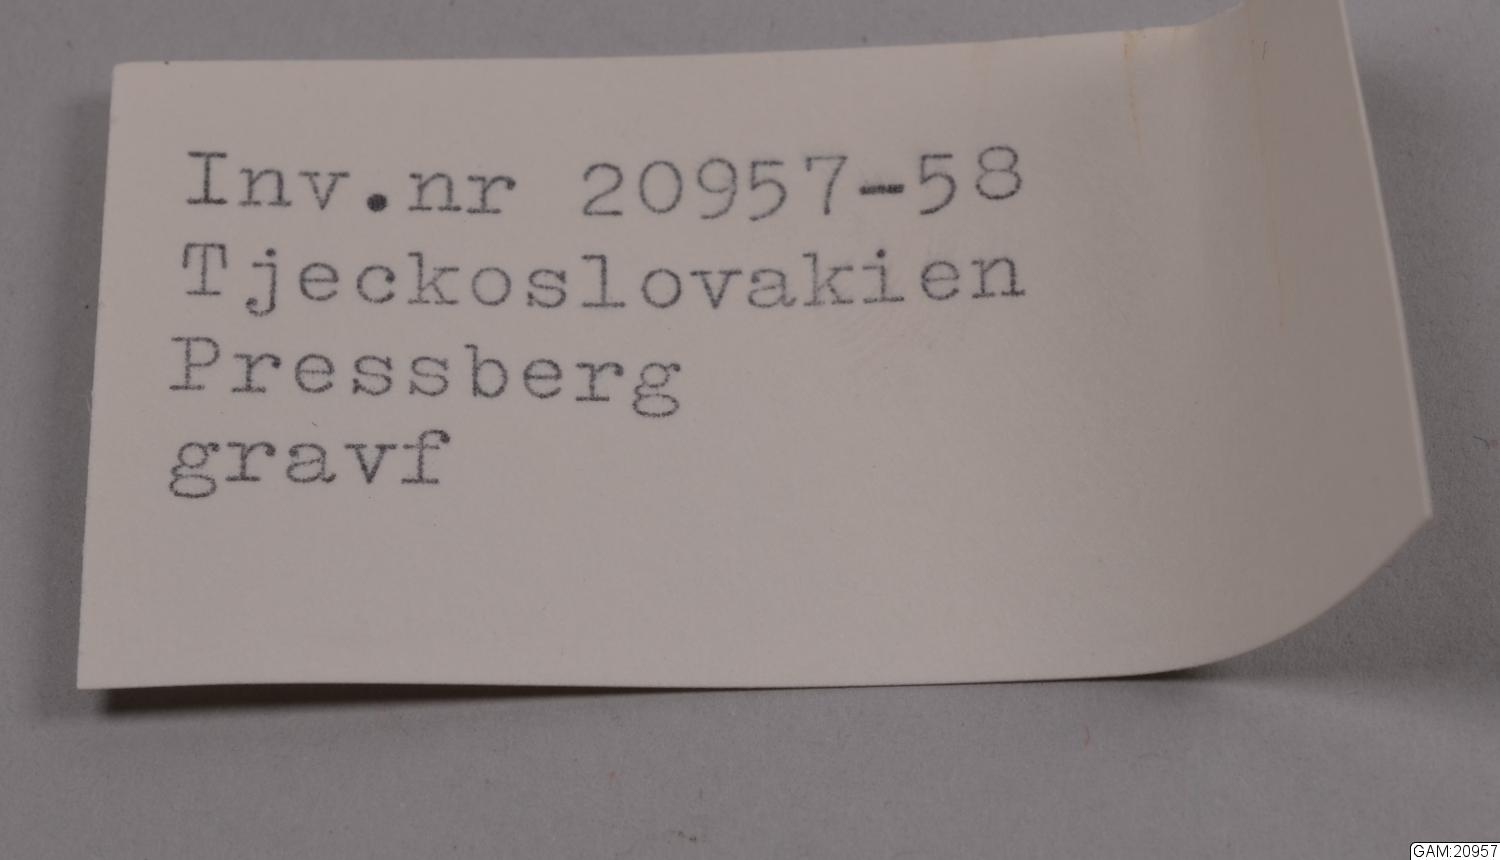 Inv.nr 20957-58
Tjeckoslovakien
Pressberg
gravf
GAM:20957